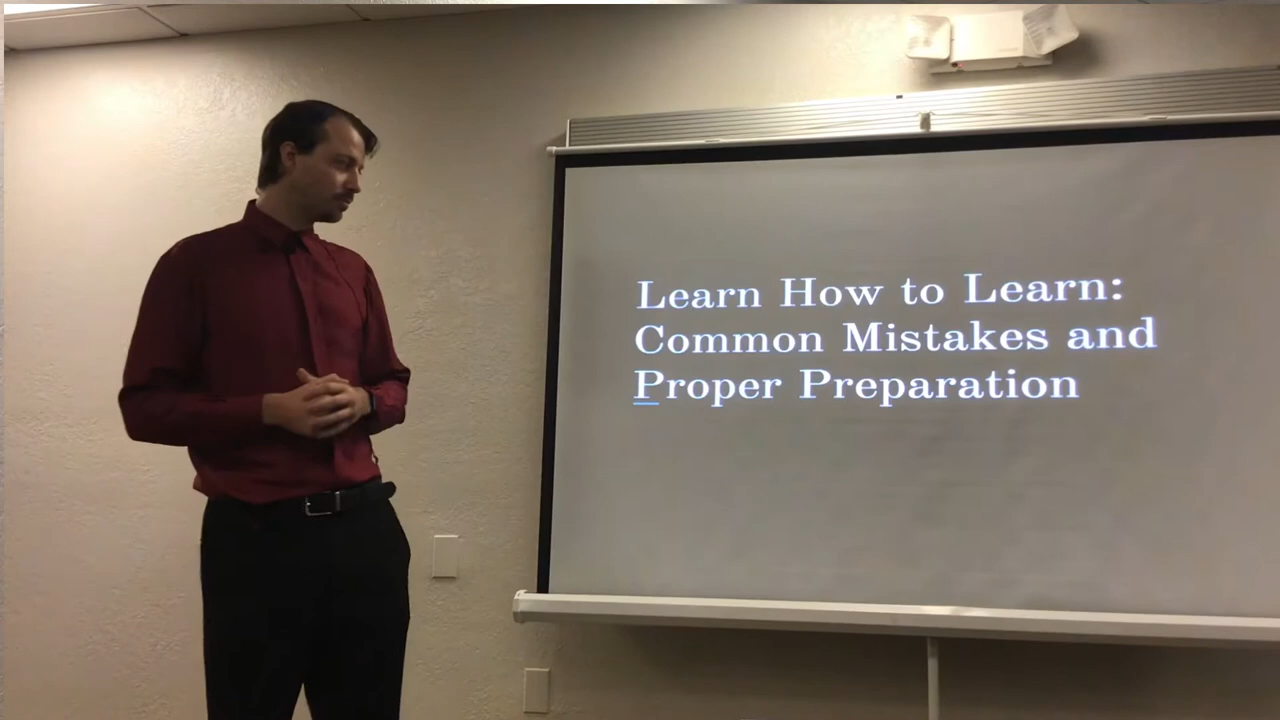 Learn How to Learn:
Common Mistakes and
Proper Preparation